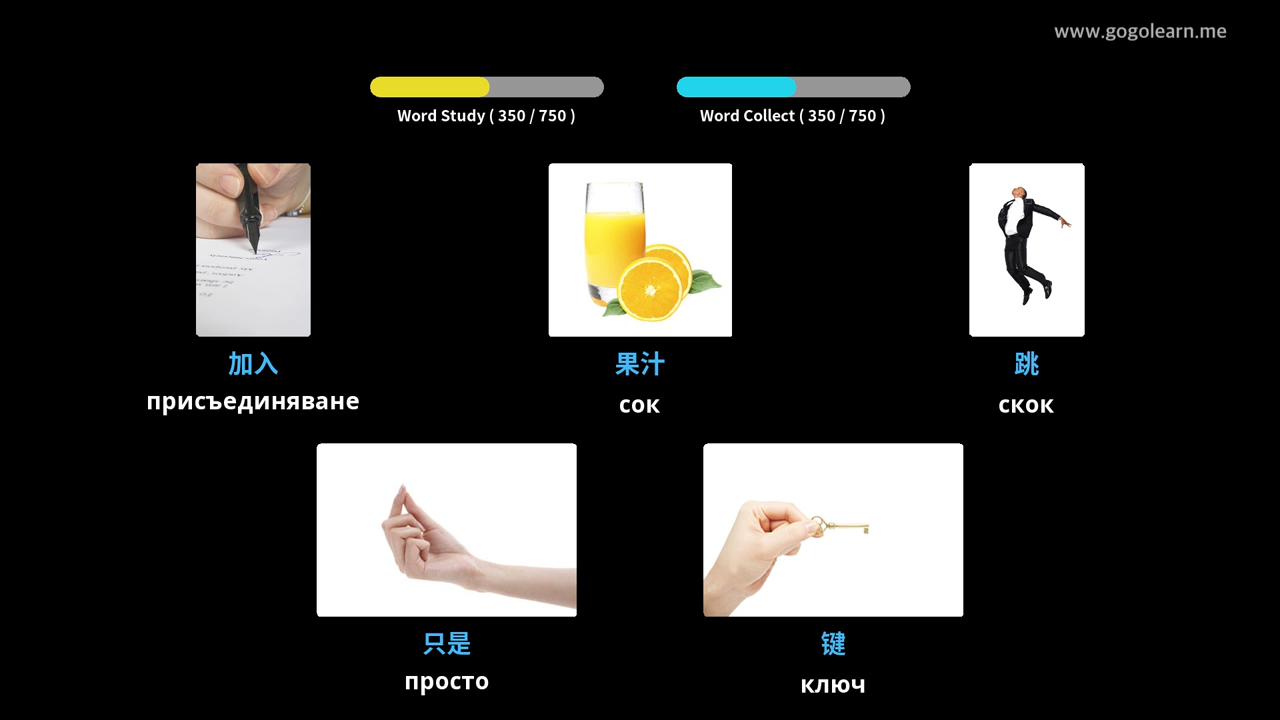 www.gogolearn.me
Word Study ( 350 / 750 )
Word Collect ( 350 / 750 )
加入
присъединяване
果汁
сок
跳
скок
只是
просто
键
ключ